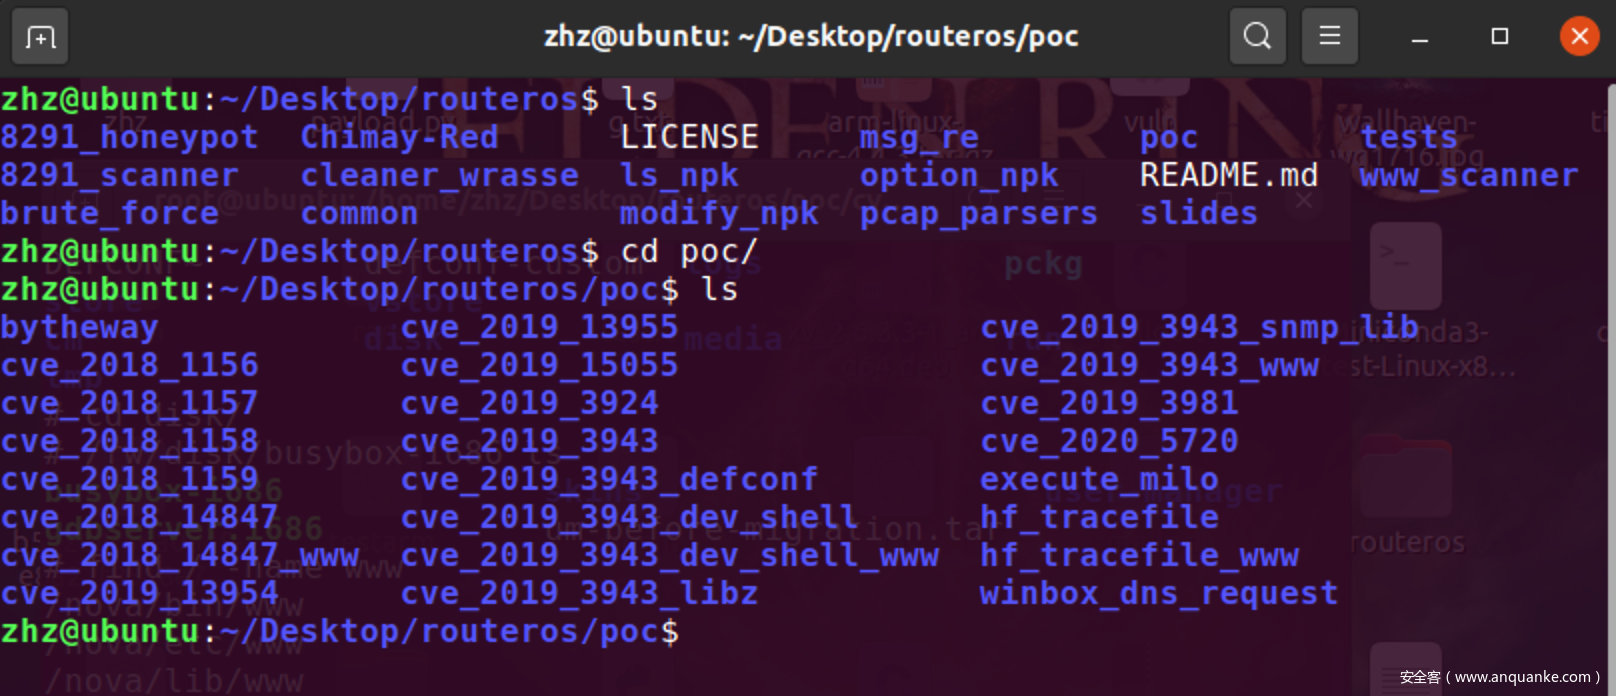 zhz@ubuntu: ~/Desktop/routeros/poc
zhz@ubuntu:~/Desktop/routeros$ ls
8291_honeypot Chimay-Red LICENSE msg_re poc tests
8291_scanner cleaner_wrasse ls_npk option_npk README.md www_scanner
brute_force common modify_npk pcap_parsers slides
zhz@ubuntu:~/Desktop/routeros$ cd poc/
zhz@ubuntu:~/Desktop/routeros/poc$ ls
bytheway cve_2019_13955 cve_2019_3943_snmp_lib
cve_2018_1156 cve_2019_15055 cve_2019_3943_www
cve_2018_1157 cve_2019_3924 cve_2019_3981
cve_2018_1158 cve_2019_3943 cve_2020_5720
cve_2018_1159 cve_2019_3943_defconf execute_milo
cve_2018_14847 cve_2019_3943_dev_shell hf_tracefile
cve_2018_14847_www cve_2019_3943_dev_shell_www hf_tracefile_www
cve_2019_13954 cve_2019_3943_libz winbox_dns_request
zhz@ubuntu:~/Desktop/routeros/poc$
/nova/lib/www
routeros
安全客（www.anquanke.com）